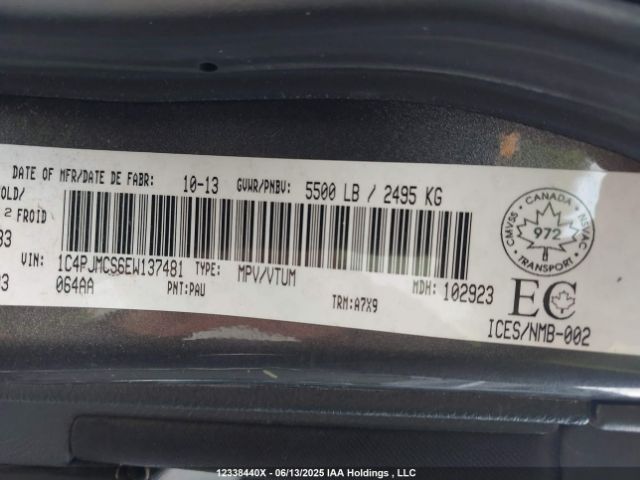 DATE OF MFR/DATE DE FABR: 10-13 GVWR/PNBV: 5500 LB / 2495 KG
OLD/
2 FROID
33
VIN: 1C4PJMCS6EW137481 TYPE: MPV/VTUM MDH: 102923
93 064AA PNT:PAU TRM:A7X9
CANADA
CMVSS NSVAC
972
TRANSPORT
EC
ICES/NMB-002
12338440X - 06/13/2025 IAA Holdings , LLC